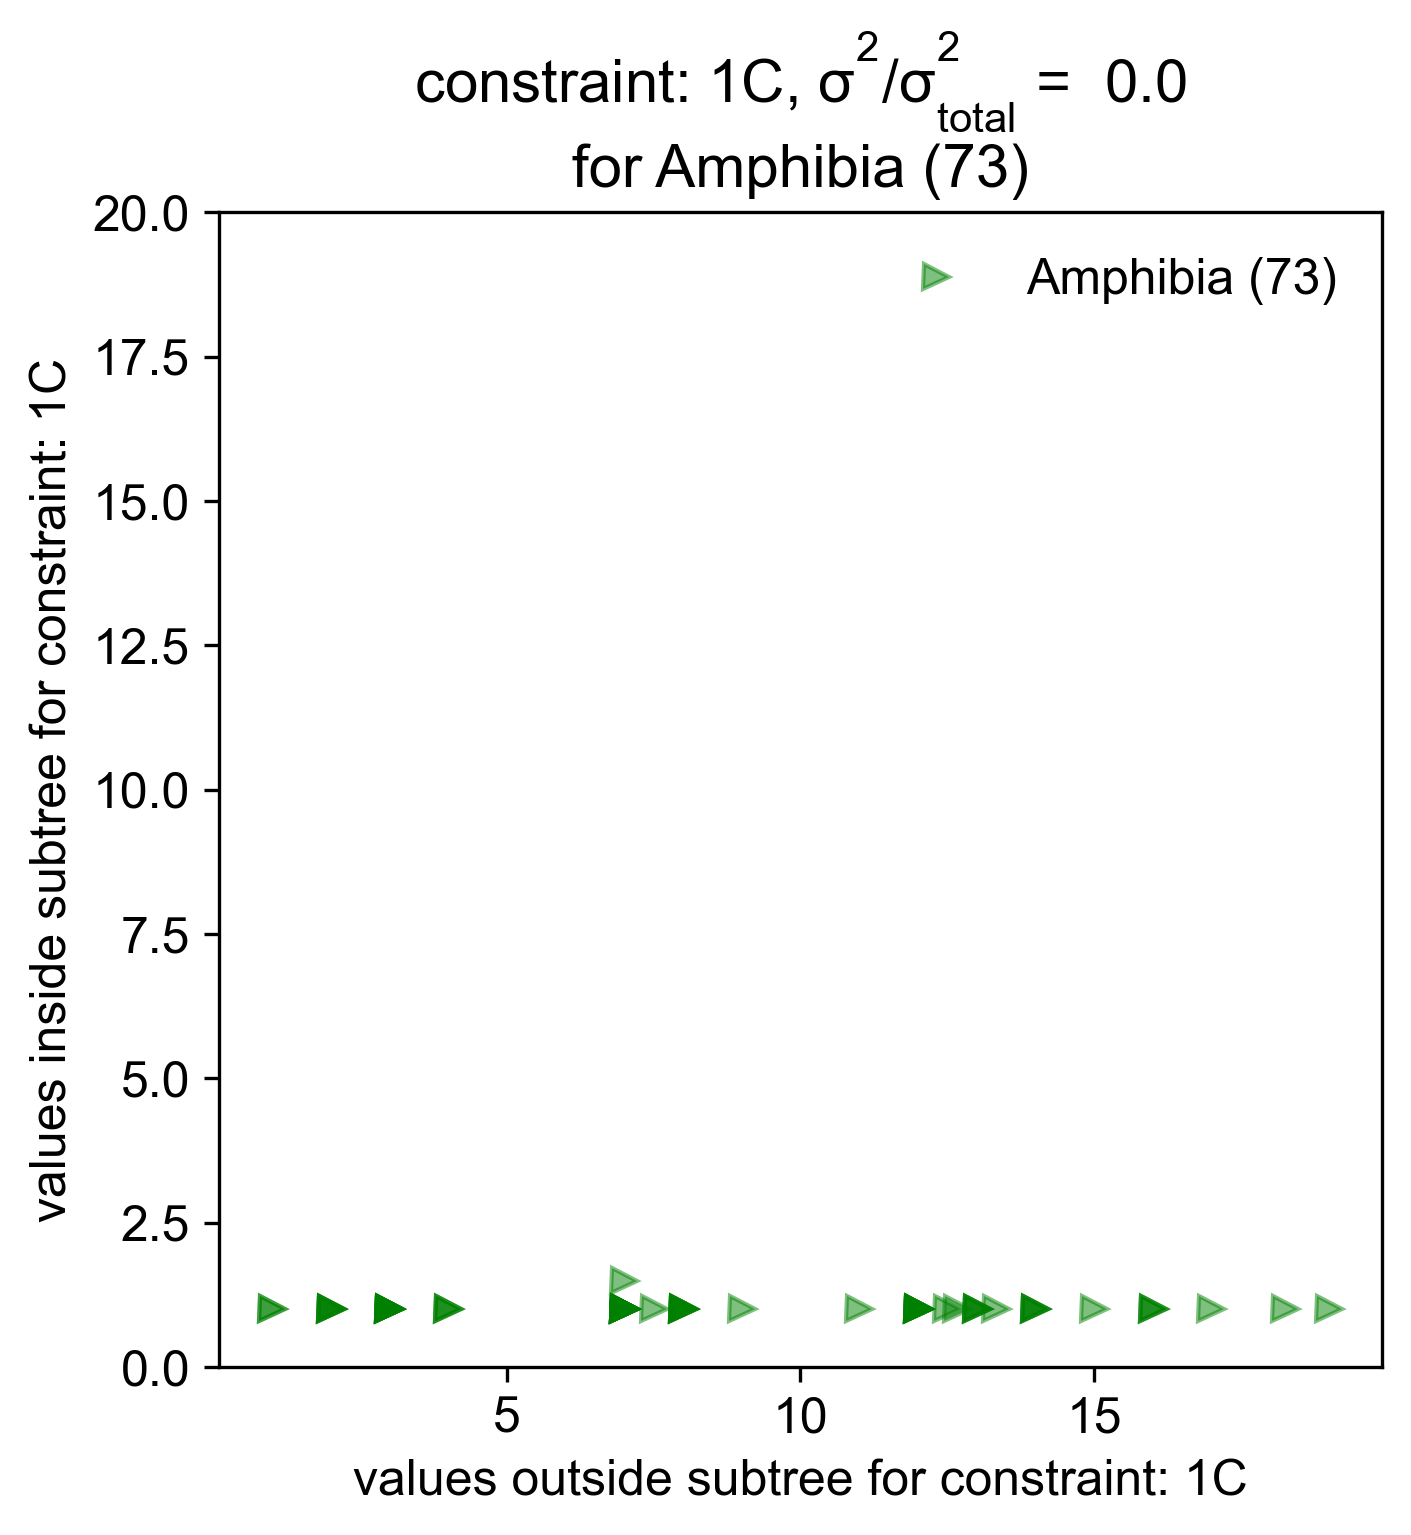 constraint: 1C, σ²/σ²total = 0.0
for Amphibia (73)
20.0
17.5
15.0
12.5
10.0
7.5
5.0
2.5
0.0
Amphibia (73)
values inside subtree for constraint: 1C
5 10 15
values outside subtree for constraint: 1C